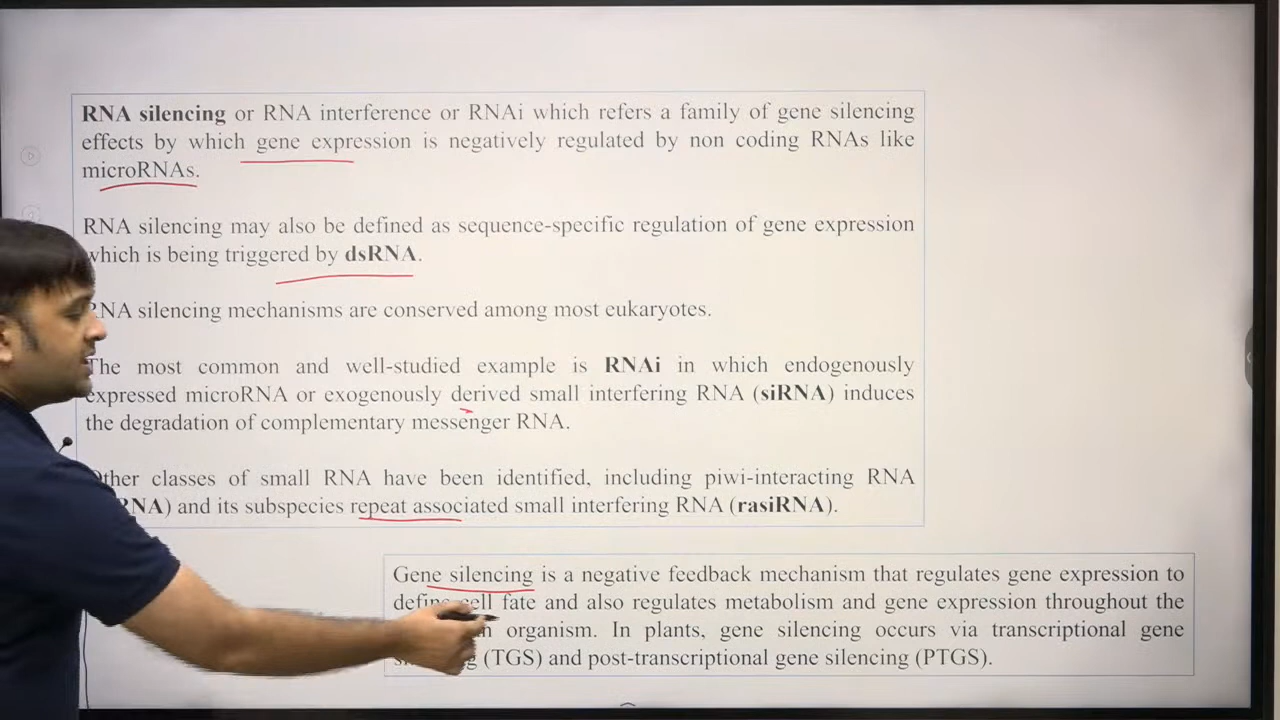 RNA silencing or RNA interference or RNAi which refers a family of gene silencing
effects by which gene expression is negatively regulated by non coding RNAs like
microRNAs.
RNA silencing may also be defined as sequence-specific regulation of gene expression
which is being triggered by dsRNA.
RNA silencing mechanisms are conserved among most eukaryotes.
The most common and well-studied example is RNAi in which endogenously
expressed microRNA or exogenously derived small interfering RNA (siRNA) induces
the degradation of complementary messenger RNA.
Other classes of small RNA have been identified, including piwi-interacting RNA
and its subspecies repeat associated small interfering RNA (rasiRNA).
Gene silencing is a negative feedback mechanism that regulates gene expression to
define cell fate and also regulates metabolism and gene expression throughout the
organism. In plants, gene silencing occurs via transcriptional gene
(TGS) and post-transcriptional gene silencing (PTGS).